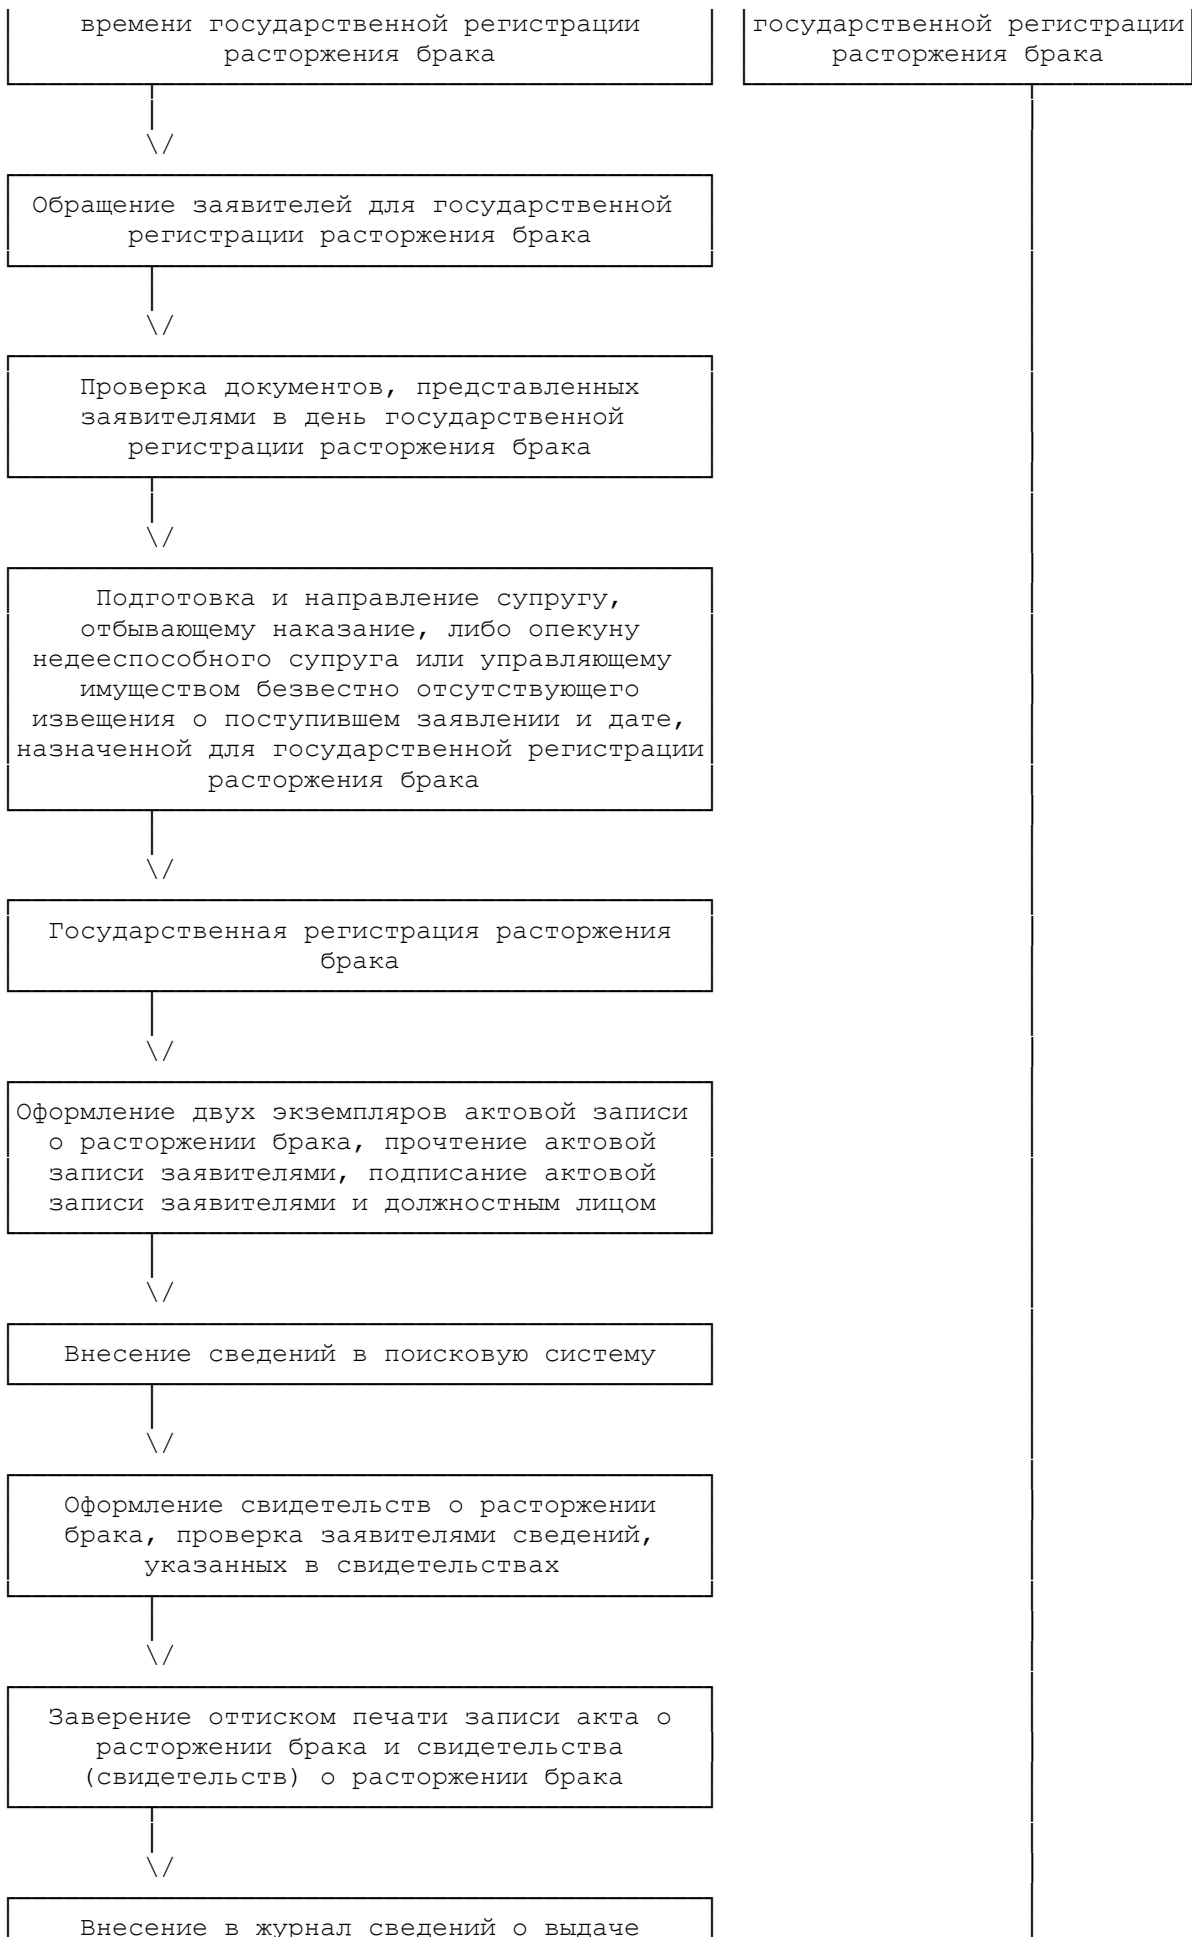 времени государственной регистрации
расторжения брака
государственной регистрации
расторжения брака
Обращение заявителей для государственной
регистрации расторжения брака
Проверка документов, представленных
заявителями в день государственной
регистрации расторжения брака
Подготовка и направление супругу,
отбывающему наказание, либо опекуну
недееспособного супруга или управляющему
имуществом безвестно отсутствующего
извещения о поступившем заявлении и дате,
назначенной для государственной регистрации
расторжения брака
Государственная регистрация расторжения
брака
Оформление двух экземпляров актовой записи
о расторжении брака, прочтение актовой
записи заявителями, подписание актовой
записи заявителями и должностным лицом
Внесение сведений в поисковую систему
Оформление свидетельств о расторжении
брака, проверка заявителями сведений,
указанных в свидетельствах
Заверение оттиском печати записи акта о
расторжении брака и свидетельства
(свидетельств) о расторжении брака
Внесение в журнал сведений о выдаче